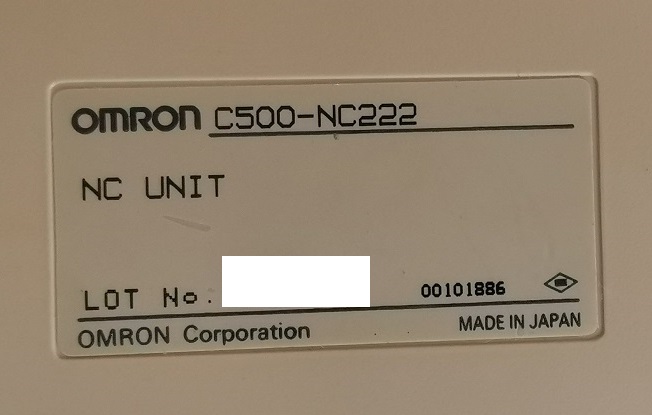 OMRON C500-NC222
NC UNIT
LOT No. 00101886
OMRON Corporation MADE IN JAPAN